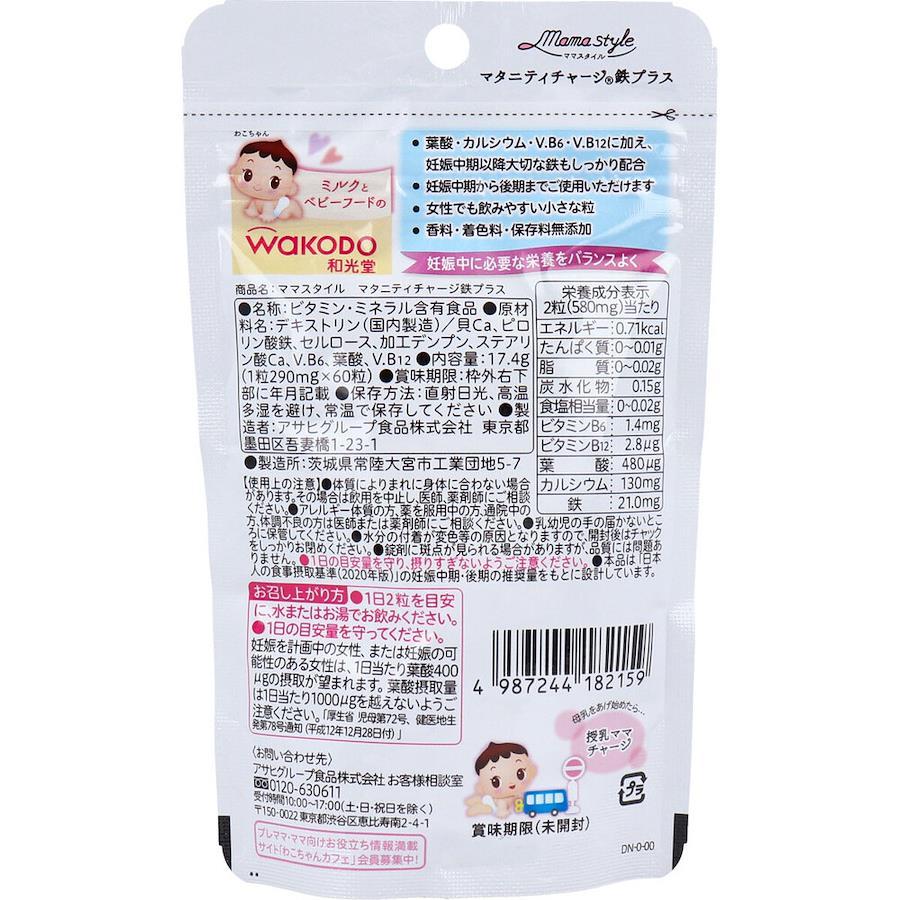 Mama style
ママスタイル
マタニティチャージ®鉄プラス
わこちゃん
ミルクと
ベビーフードの
WAKODO
和光堂
● 葉酸・カルシウム・V.B6・V.B12に加え、
妊娠中期以降大切な鉄もしっかり配合
● 妊娠中期から後期までご使用いただけます
● 女性でも飲みやすい小さな粒
● 香料・着色料・保存料無添加
妊娠中に必要な栄養をバランスよく
商品名：ママスタイル マタニティチャージ鉄プラス
●名称：ビタミン・ミネラル含有食品 ●原材
料名：デキストリン(国内製造)／貝Ca、ピロ
リン酸鉄、セルロース、加工デンプン、ステアリ
ン酸Ca、V.B6、葉酸、V.B12 ●内容量：17.4g
(1粒290mg×60粒) ●賞味期限：枠外右下
部に年月記載 ●保存方法：直射日光、高温
多湿を避け、常温で保存してください ●製
造者：アサヒグループ食品株式会社 東京都
墨田区吾妻橋1-23-1
●製造所：茨城県常陸大宮市工業団地5-7
栄養成分表示
2粒(580mg)当たり
エネルギー：0.71kcal
たんぱく質：0～0.01g
脂質：0～0.02g
炭水化物：0.15g
食塩相当量：0～0.02g
ビタミンB6：1.4mg
ビタミンB12：2.8μg
葉酸：480μg
カルシウム：130mg
鉄：21.0mg
【使用上の注意】●体質によりまれに身体に合わない場合
があります。その場合は飲用を中止し、医師、薬剤師にご相談
ください。●アレルギー体質の方、薬を服用中の方、通院中の
方、体調不良の方は医師または薬剤師にご相談ください。●乳幼児の手の届かないとこ
ろに保管してください。●水分の付着が変色等の原因となりますので、開封後はチャック
をしっかりお閉めください。●錠剤に斑点が見られる場合がありますが、品質には問題あ
りません。●1日の目安量を守り、摂りすぎないようご注意ください。●本品は「日本
人の食事摂取基準(2020年版)」の妊娠中期・後期の推奨量をもとに設計しています。
お召し上がり方 ●1日2粒を目安
に、水またはお湯でお飲みください。
●1日の目安量を守ってください。
妊娠を計画中の女性、または妊娠の可
能性のある女性は、1日当たり葉酸400
μgの摂取が望まれます。葉酸摂取量
は1日当たり1000μgを越えないようご
注意ください。「厚生省 児母第72号、健医地生
発第78号通知(平成12年12月28日付)」
4 987244 182159
母乳をあげ始めたら…
授乳ママ
チャージ
プラ
賞味期限(未開封)
〈お問い合わせ先〉
アサヒグループ食品株式会社 お客様相談室
0120-630611
受付時間10:00～17:00(土・日・祝日を除く)
〒150-0022 東京都渋谷区恵比寿南2-4-1
プレママ・ママ向けお役立ち情報満載
サイト「わこちゃんカフェ」会員募集中！
DN-0-00